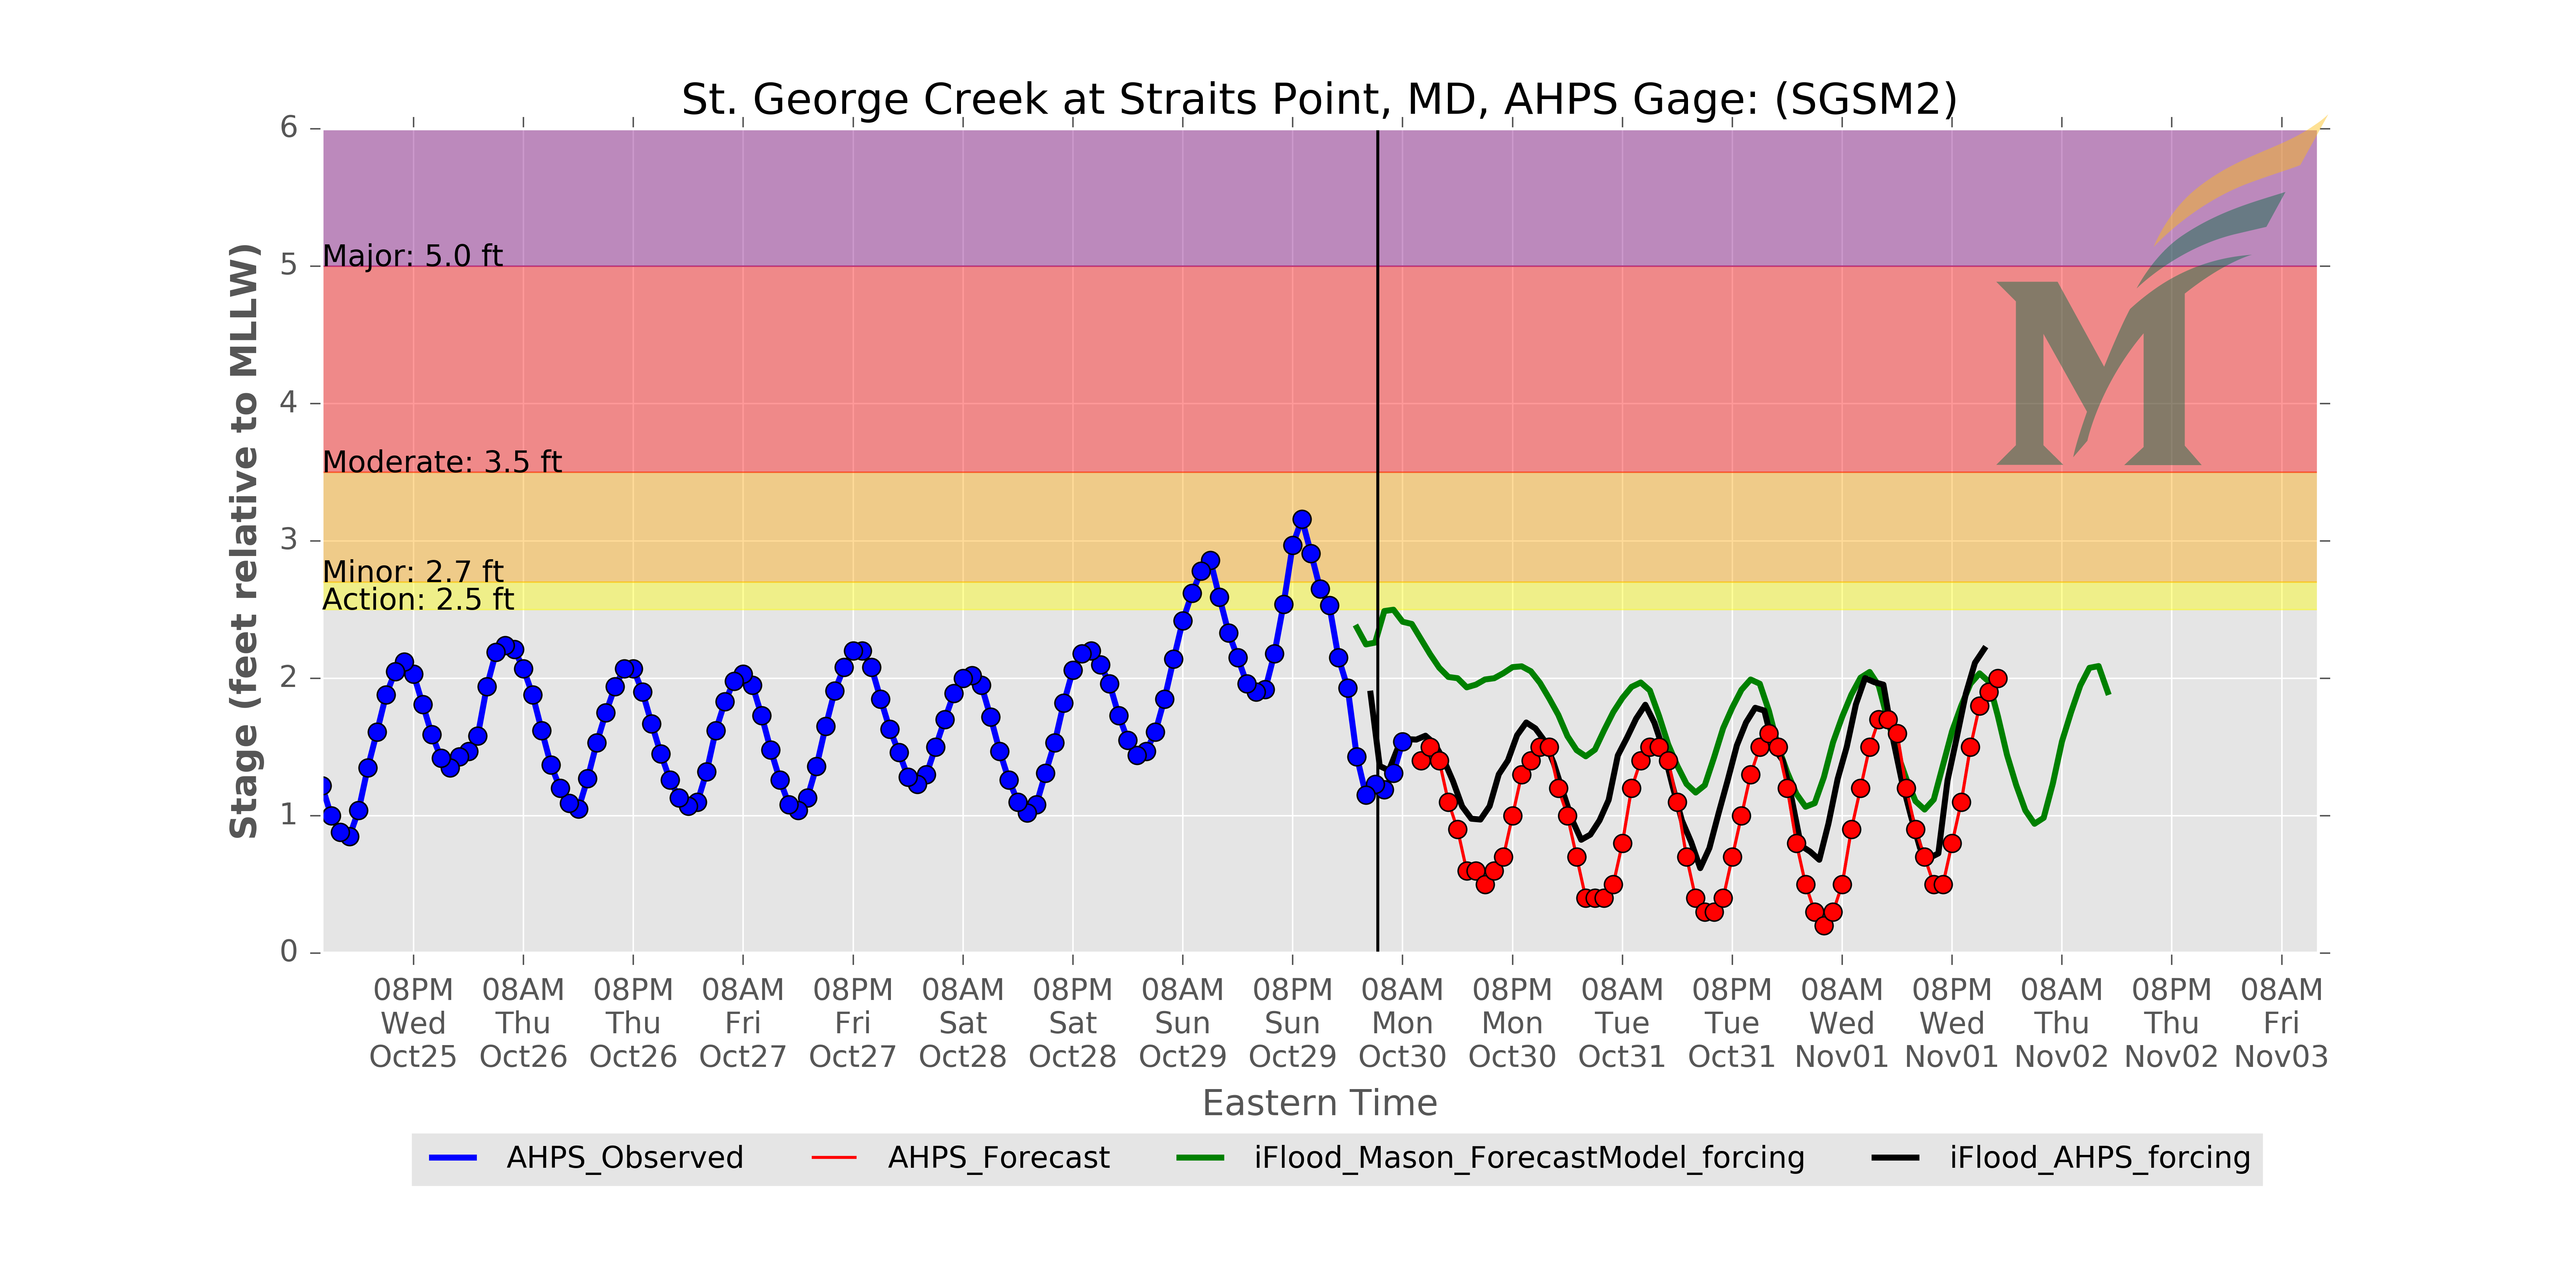 St. George Creek at Straits Point, MD, AHPS Gage: (SGSM2)
Stage (feet relative to MLLW)
6
5
4
3
2
1
0
Major: 5.0 ft
Moderate: 3.5 ft
Minor: 2.7 ft
Action: 2.5 ft
M
08PM 08AM 08PM 08AM 08PM 08AM 08PM 08AM 08PM 08AM 08PM 08AM 08PM 08AM 08PM 08AM 08PM 08AM
Wed Thu Thu Fri Fri Sat Sat Sun Sun Mon Mon Tue Tue Wed Wed Thu Thu Fri
Oct25 Oct26 Oct26 Oct27 Oct27 Oct28 Oct28 Oct29 Oct29 Oct30 Oct30 Oct31 Oct31 Nov01 Nov01 Nov02 Nov02 Nov03
Eastern Time
AHPS_Observed AHPS_Forecast iFlood_Mason_ForecastModel_forcing iFlood_AHPS_forcing